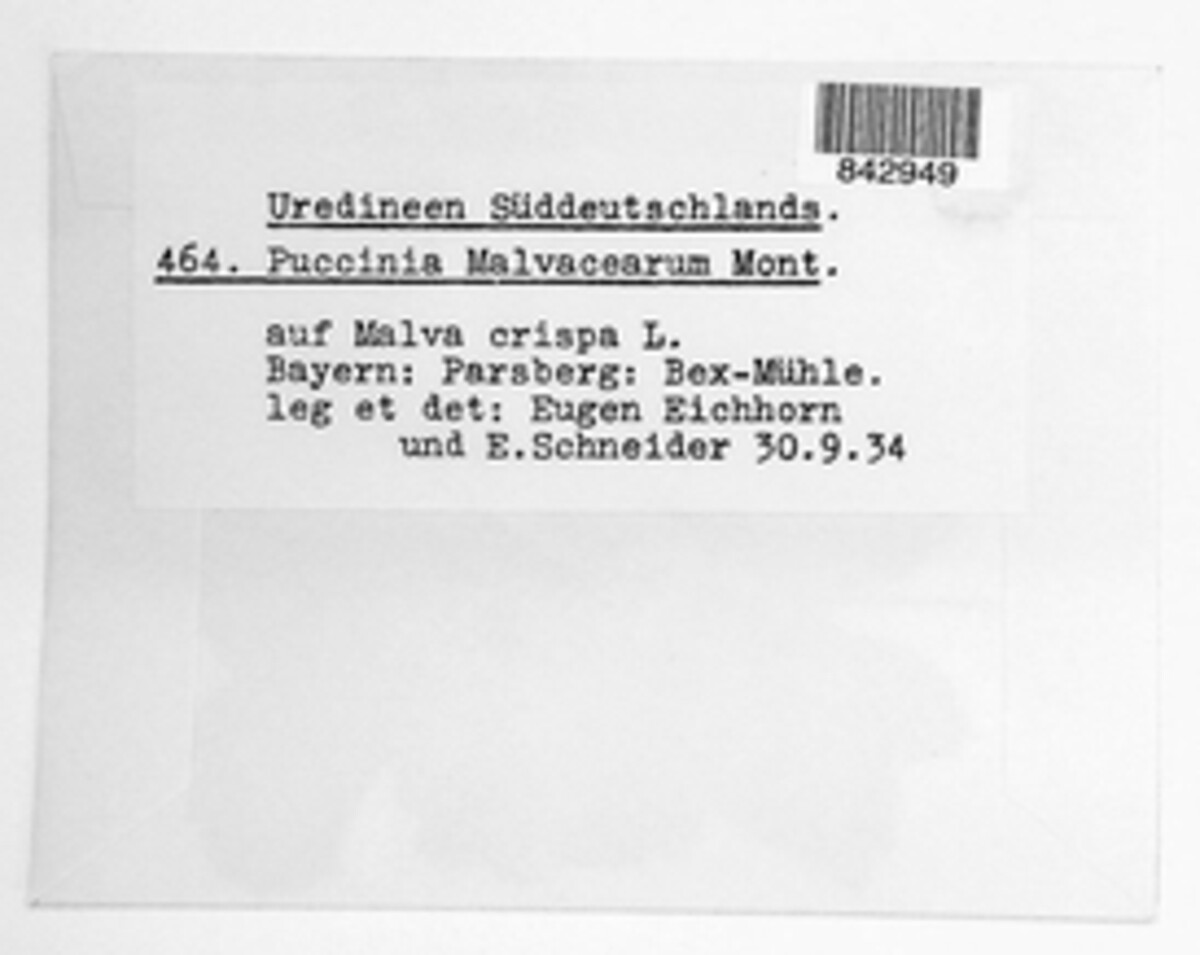 842949
Uredineen Süddeutschlands.
464. Puccinia Malvacearum Mont.
auf Malva crispa L.
Bayern: Parsberg: Bex-Mühle.
leg et det: Eugen Eichhorn
und E.Schneider 30.9.34